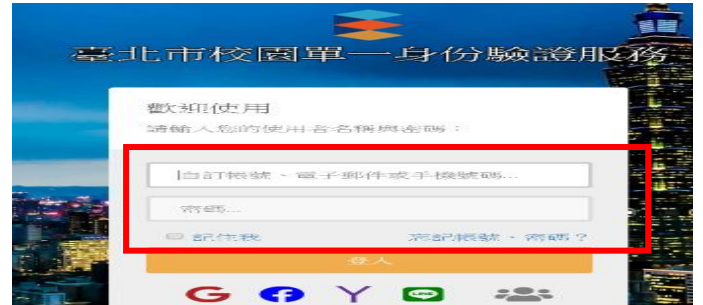 臺北市校園單一身份驗證服務
歡迎使用
請輸入您的使用者名稱與密碼：
自訂帳號、電子郵件或手機號碼...
密碼...
記住我 忘記帳號、密碼？
登入
G f Y LINE